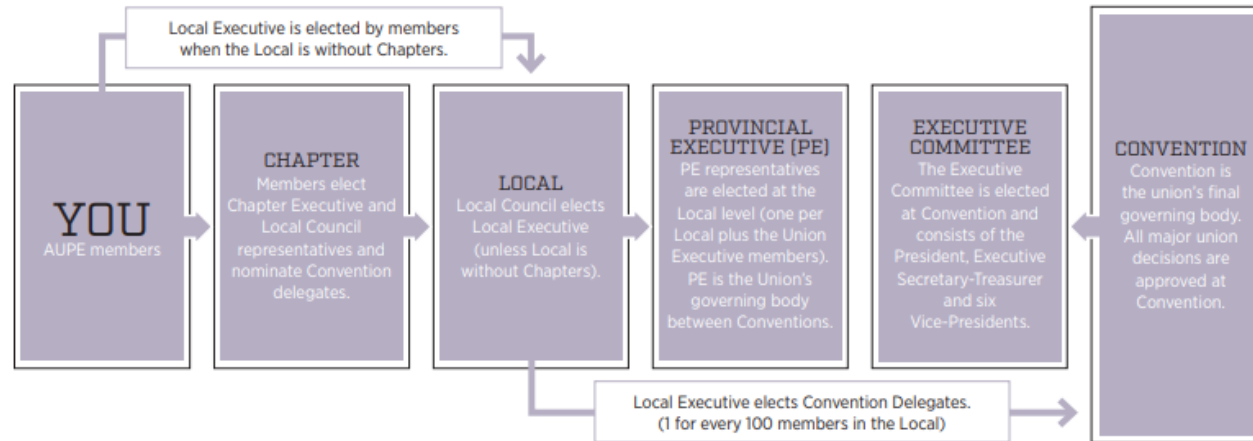 Local Executive is elected by members
when the Local is without Chapters.
YOU
AUPE members
CHAPTER
Members elect
Chapter Executive and
Local Council
representatives and
nominate Convention
delegates.
LOCAL
Local Council elects
Local Executive
(unless Local is
without Chapters).
PROVINCIAL
EXECUTIVE (PE)
PE representatives
are elected at the
Local level (one per
Local plus the Union
Executive members).
PE is the Union's
governing body
between Conventions.
EXECUTIVE
COMMITTEE
The Executive
Committee is elected
at Convention and
consists of the
President, Executive
Secretary-Treasurer
and six
Vice-Presidents.
CONVENTION
Convention is
the union's final
governing body.
All major union
decisions are
approved at
Convention.
Local Executive elects Convention Delegates.
(1 for every 100 members in the Local)